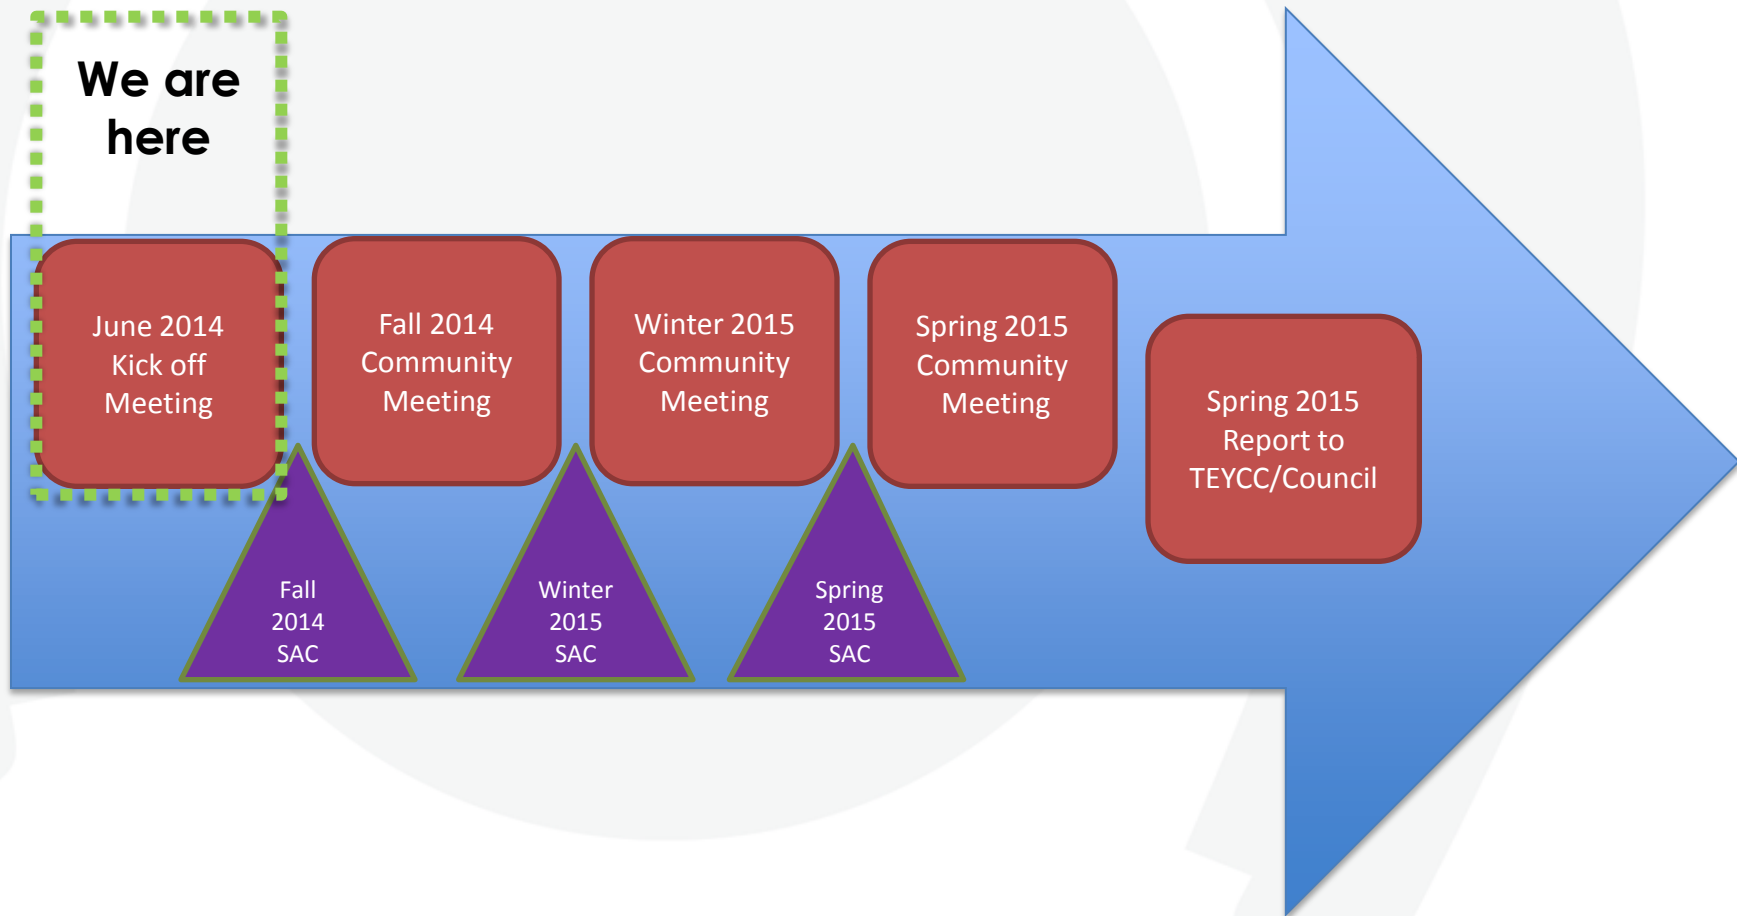 We are
here
June 2014
Kick off
Meeting
Fall 2014
Community
Meeting
Winter 2015
Community
Meeting
Spring 2015
Community
Meeting
Spring 2015
Report to
TEYCC/Council
Fall
2014
SAC
Winter
2015
SAC
Spring
2015
SAC